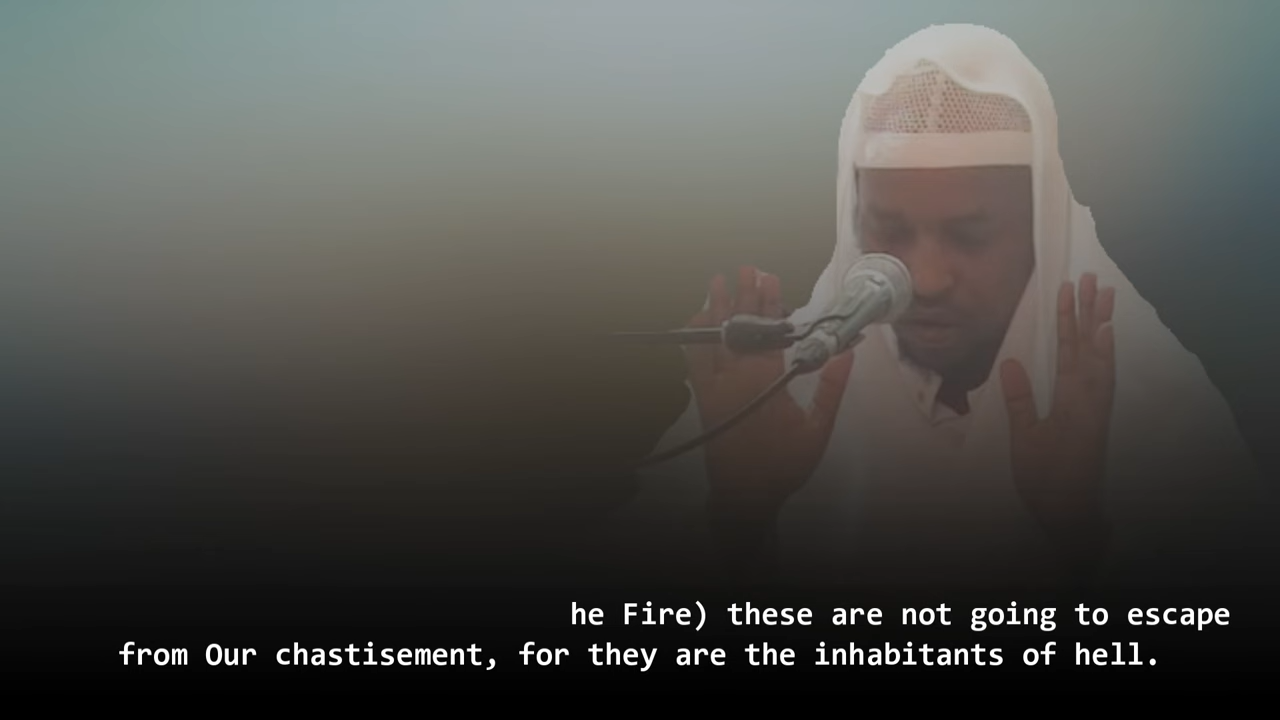 he Fire) these are not going to escape
from Our chastisement, for they are the inhabitants of hell.